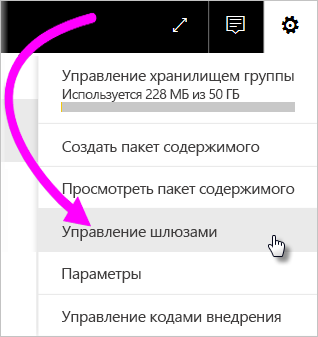 Управление хранилищем группы
Используется 228 МБ из 50 ГБ
Создать пакет содержимого
Просмотреть пакет содержимого
Управление шлюзами
Параметры
Управление кодами внедрения